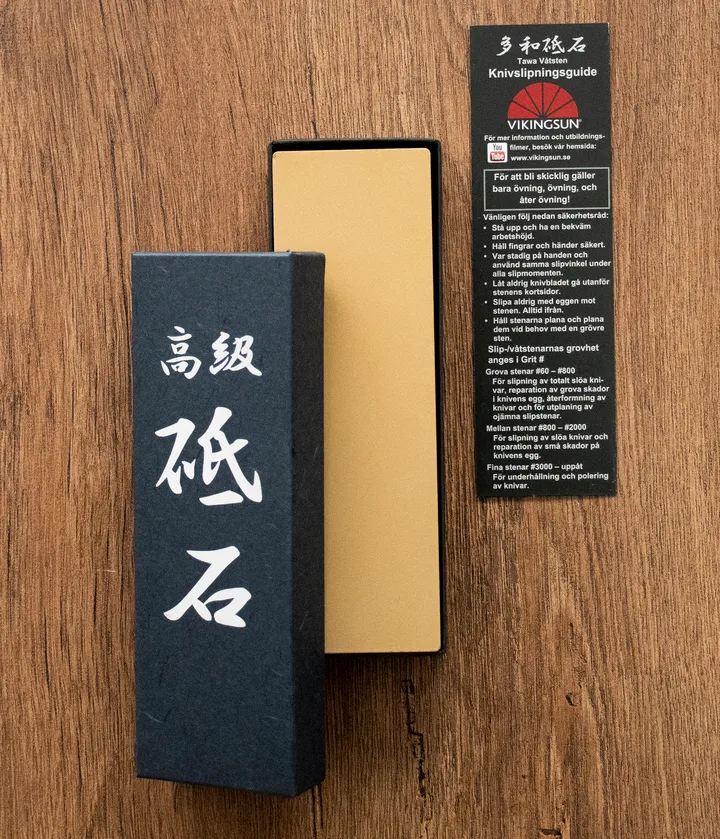 高級
砥
石
多和砥石
Tawa Våtsten
Knivslipningsguide
VIKINGSUN®
För mer information och utbildnings-
You
Tube
filmer, besök vår hemsida:
www.vikingsun.se
För att bli skicklig gäller
bara övning, övning, och
åter övning!
Vänligen följ nedan säkerhetsråd:
• Stå upp och ha en bekväm
arbetshöjd.
• Håll fingrar och händer säkert.
• Var stadig på handen och
använd samma slipvinkel under
alla slipmomenten.
• Låt aldrig knivbladet gå utanför
stenens kortsidor.
• Slipa aldrig med eggen mot
stenen. Alltid ifrån.
• Håll stenarna plana och plana
dem vid behov med en grövre
sten.
Slip-/våtstenarnas grovhet
anges i Grit #
Grova stenar #60 – #800
För slipning av totalt slöa kni-
var, reparation av grova skador
i knivens egg, återformning av
knivar och för utplaning av
ojämna slipstenar.
Mellan stenar #800 – #2000
För slipning av slöa knivar och
reparation av små skador på
knivens egg.
Fina stenar #3000 – uppåt
För underhållning och polering
av knivar.